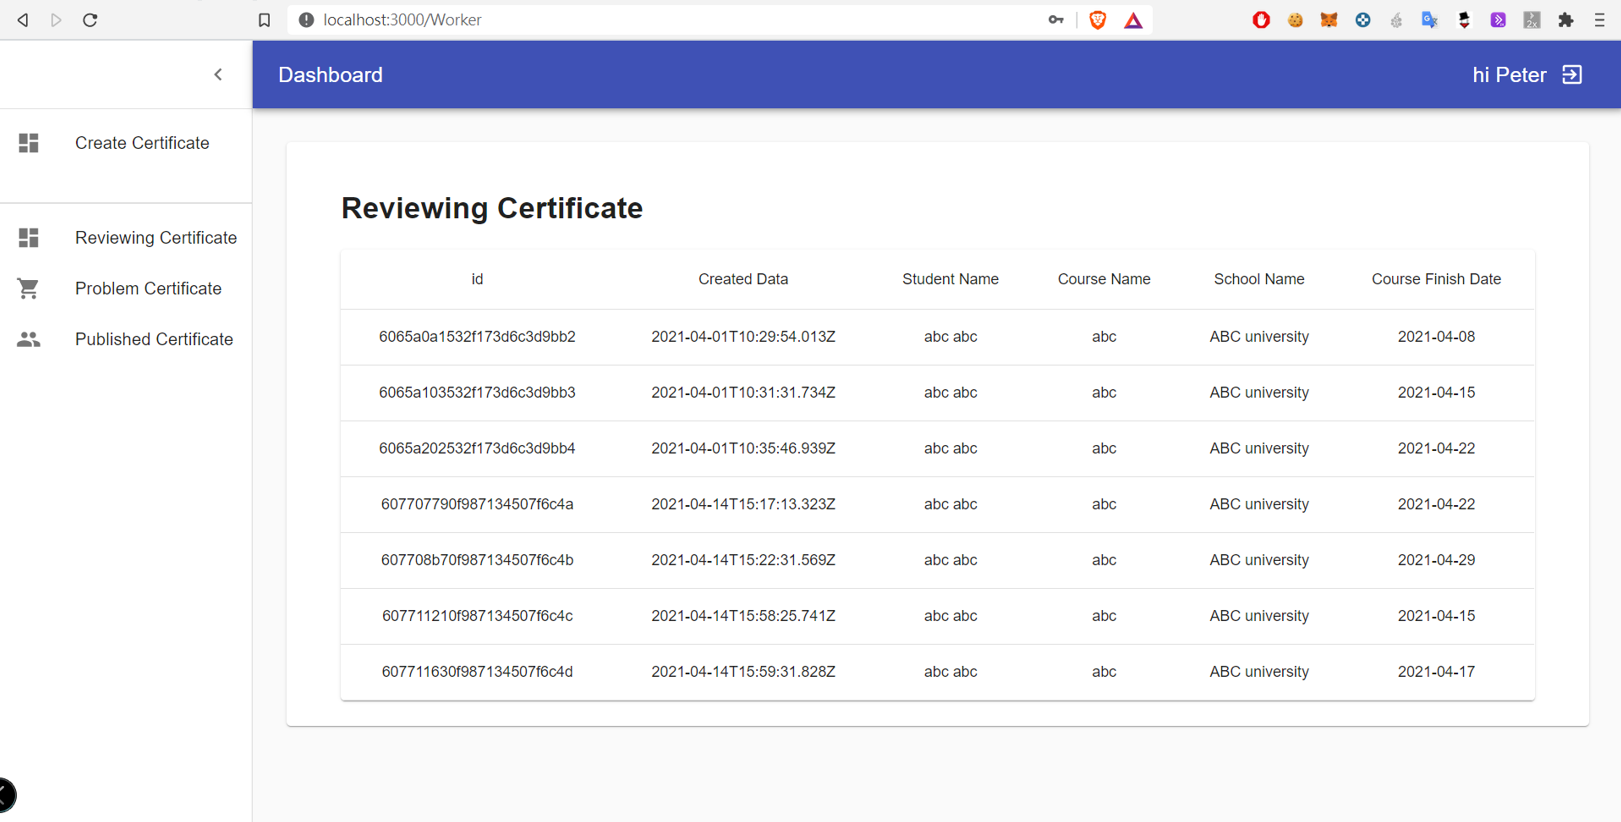 localhost:3000/Worker
2x
Dashboard
hi Peter
Create Certificate
Reviewing Certificate
Problem Certificate
Published Certificate
Reviewing Certificate
id Created Data Student Name Course Name School Name Course Finish Date
6065a0a1532f173d6c3d9bb2 2021-04-01T10:29:54.013Z abc abc abc ABC university 2021-04-08
6065a103532f173d6c3d9bb3 2021-04-01T10:31:31.734Z abc abc abc ABC university 2021-04-15
6065a202532f173d6c3d9bb4 2021-04-01T10:35:46.939Z abc abc abc ABC university 2021-04-22
607707790f987134507f6c4a 2021-04-14T15:17:13.323Z abc abc abc ABC university 2021-04-22
607708b70f987134507f6c4b 2021-04-14T15:22:31.569Z abc abc abc ABC university 2021-04-29
607711210f987134507f6c4c 2021-04-14T15:58:25.741Z abc abc abc ABC university 2021-04-15
607711630f987134507f6c4d 2021-04-14T15:59:31.828Z abc abc abc ABC university 2021-04-17